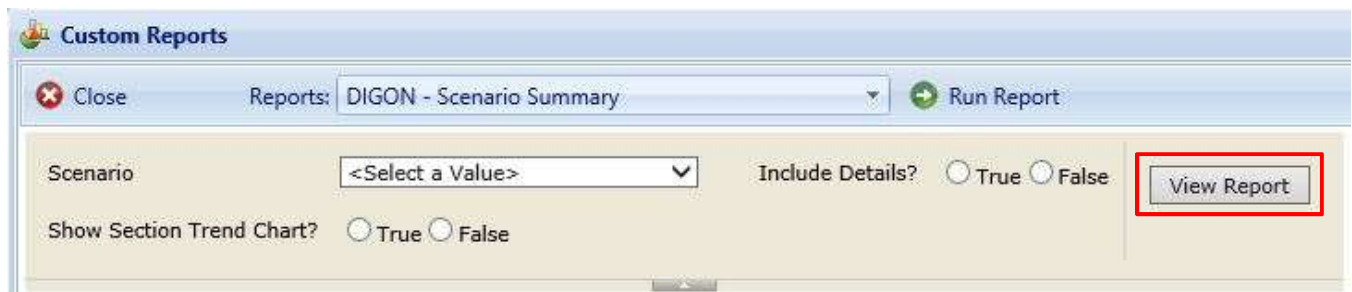 Custom Reports
Close Reports: DIGON - Scenario Summary Run Report
Scenario <Select a Value> Include Details? True False View Report
Show Section Trend Chart? True False